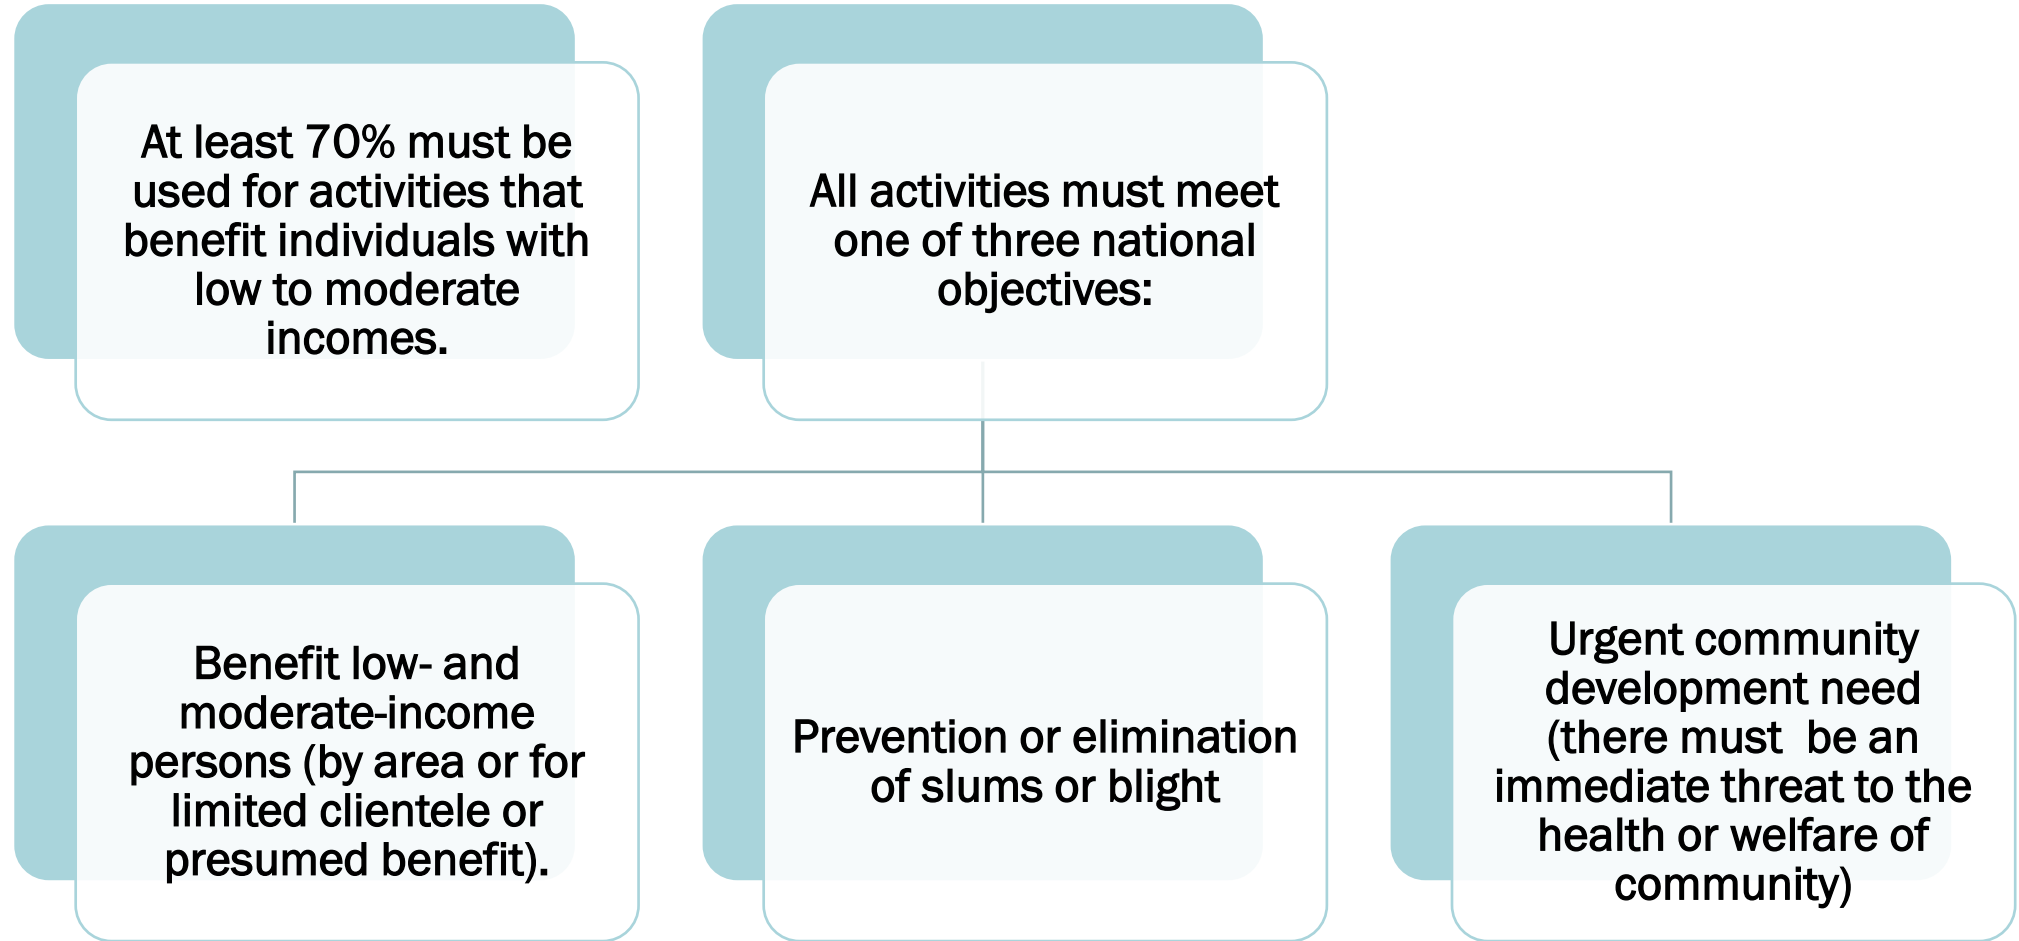 At least 70% must be
used for activities that
benefit individuals with
low to moderate
incomes.
All activities must meet
one of three national
objectives:
Benefit low- and
moderate-income
persons (by area or for
limited clientele or
presumed benefit).
Prevention or elimination
of slums or blight
Urgent community
development need
(there must  be an
immediate threat to the
health or welfare of
community)